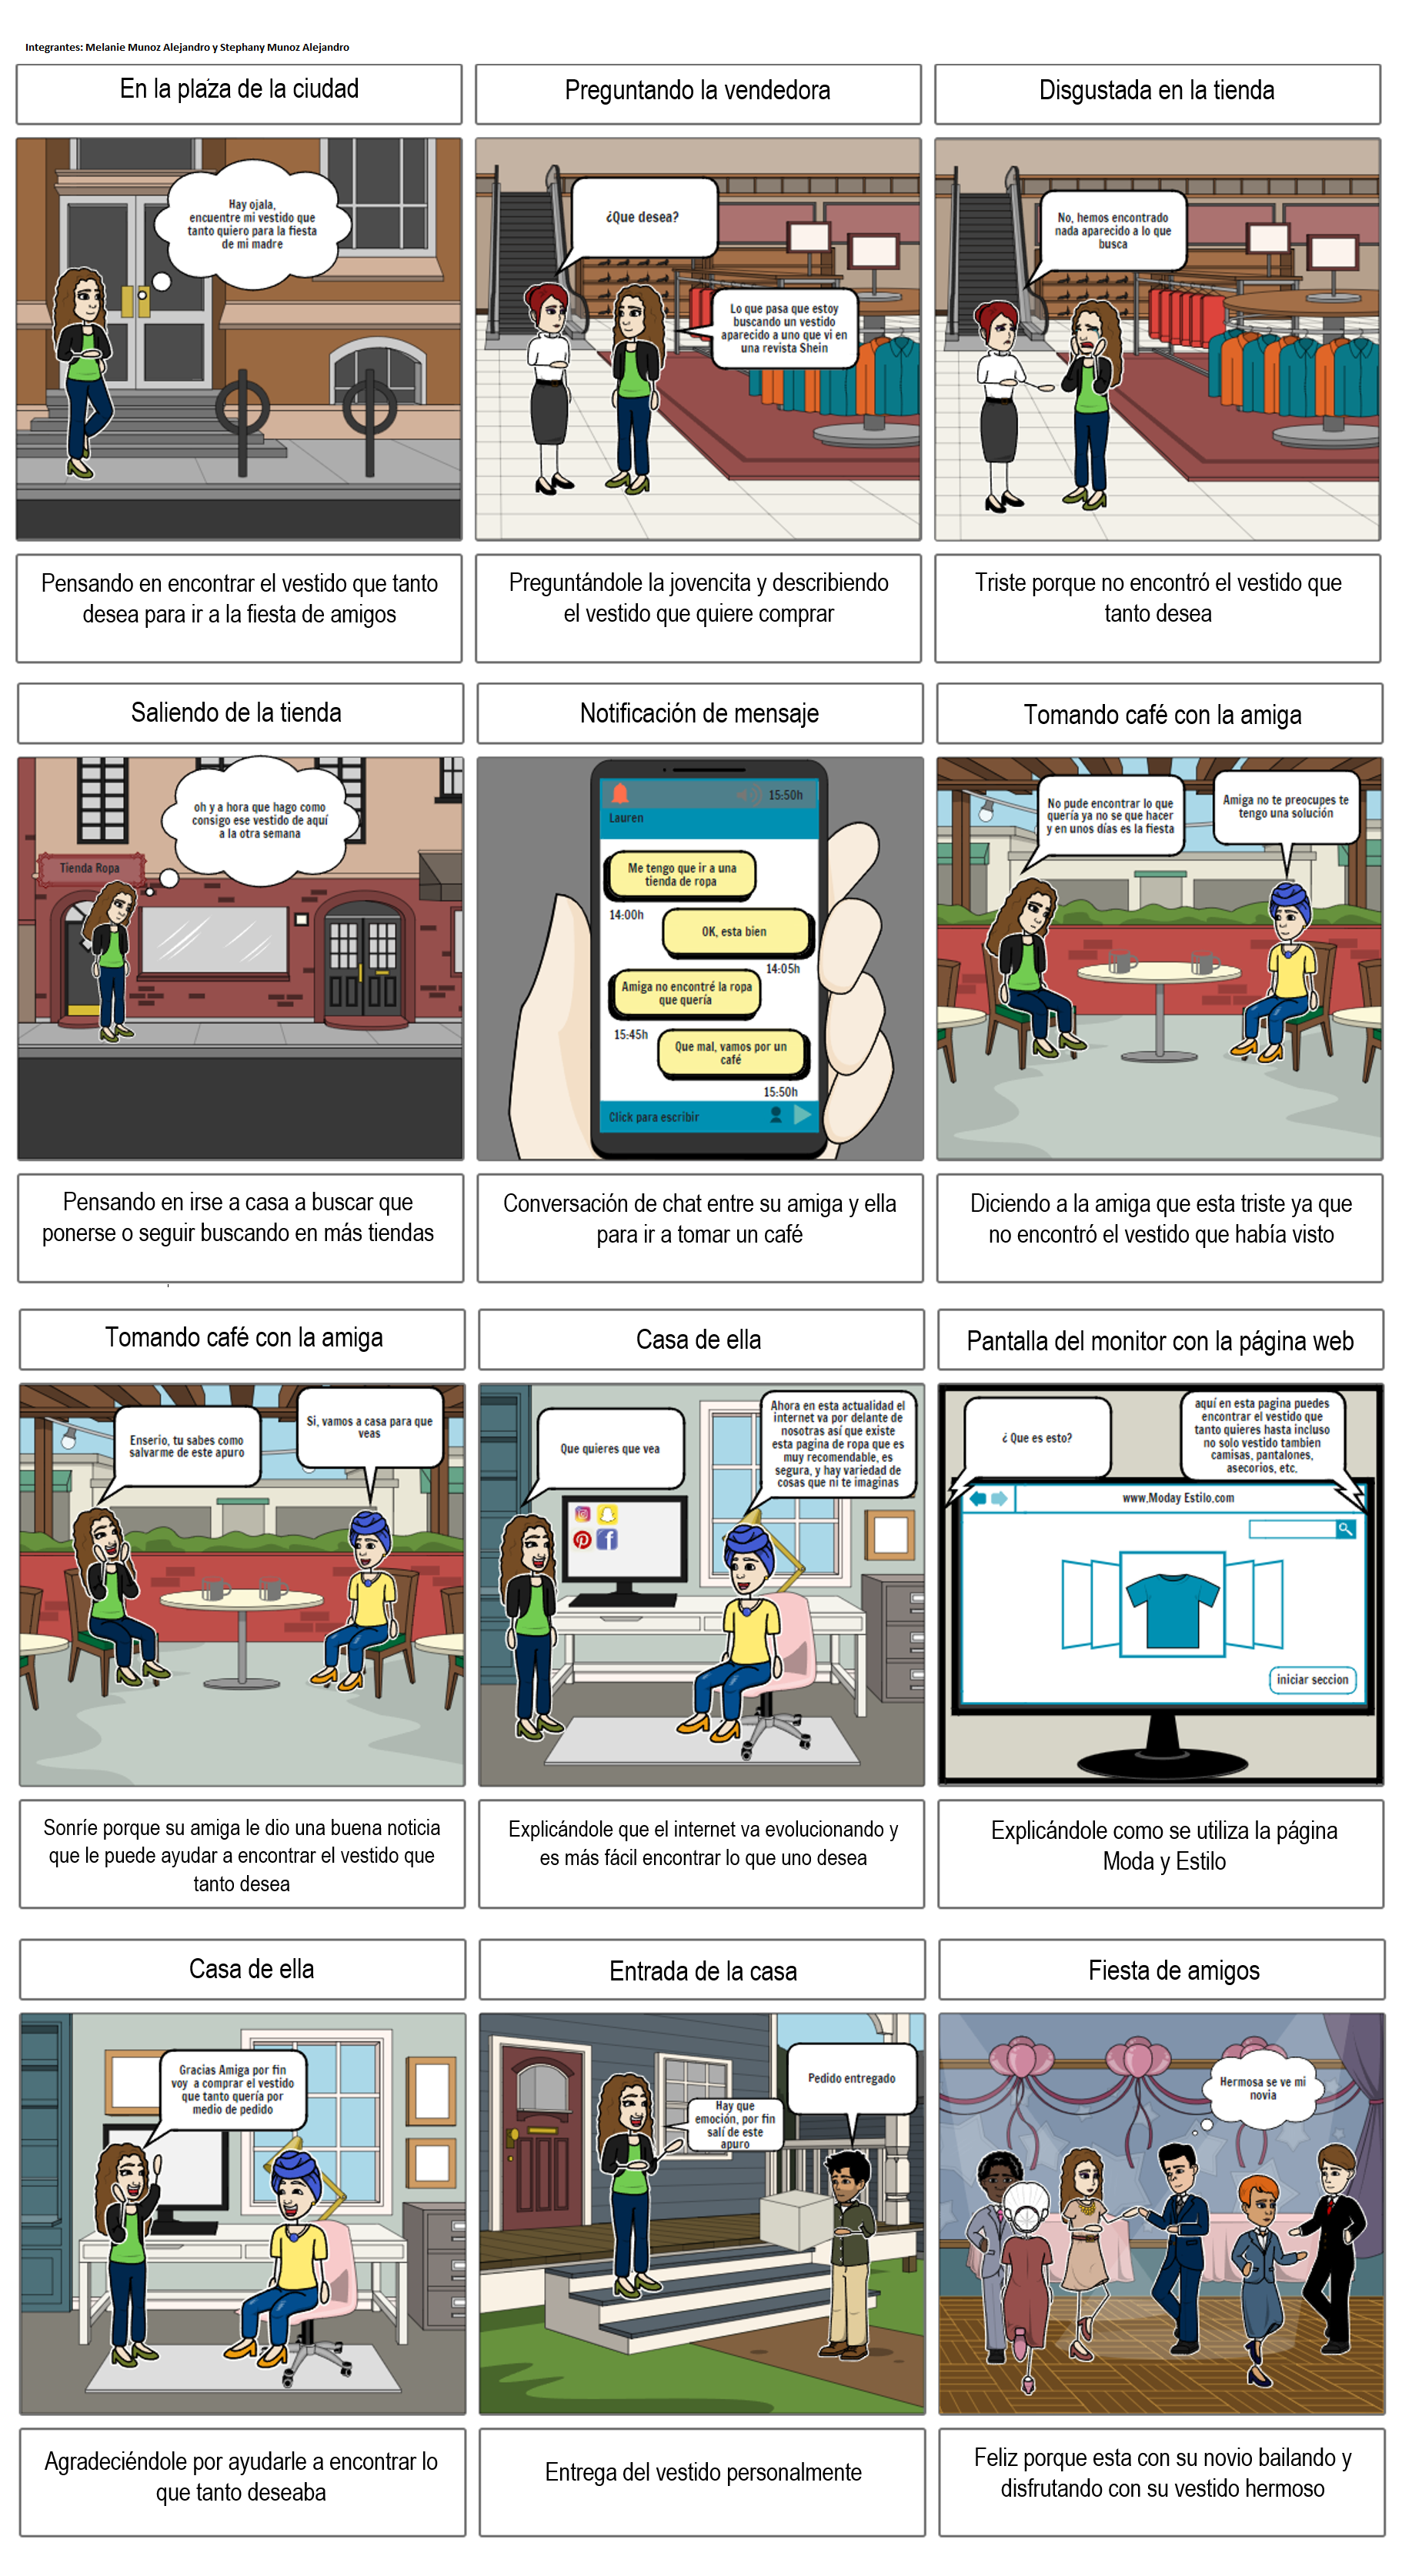 Integrantes: Melanie Munoz Alejandro y Stephany Munoz Alejandro
En la plaza de la ciudad
Hay ojala,
encuentre mi vestido que
tanto quiero para la fiesta
de mi madre
Pensando en encontrar el vestido que tanto
desea para ir a la fiesta de amigos
Preguntando la vendedora
¿Que desea?
Lo que pasa que estoy
buscando un vestido
aparecido a uno que vi en
una revista Shein
Preguntándole la jovencita y describiendo
el vestido que quiere comprar
Disgustada en la tienda
No, hemos encontrado
nada aparecido a lo que
busca
Triste porque no encontró el vestido que
tanto desea
Saliendo de la tienda
oh y a hora que hago como
consigo ese vestido de aquí
a la otra semana
Tienda Ropa
Pensando en irse a casa a buscar que
ponerse o seguir buscando en más tiendas
Notificación de mensaje
15:50h
Lauren
Me tengo que ir a una
tienda de ropa
14:00h
OK, esta bien
14:05h
Amiga no encontré la ropa
que quería
15:45h
Que mal, vamos por un
café
15:50h
Click para escribir
Conversación de chat entre su amiga y ella
para ir a tomar un café
Tomando café con la amiga
No pude encontrar lo que
quería ya no se que hacer
y en unos días es la fiesta
Amiga no te preocupes te
tengo una solución
Diciendo a la amiga que esta triste ya que
no encontró el vestido que había visto
Tomando café con la amiga
Enserio, tu sabes como
salvarme de este apuro
Si, vamos a casa para que
veas
Sonríe porque su amiga le dio una buena noticia
que le puede ayudar a encontrar el vestido que
tanto desea
Casa de ella
Que quieres que vea
Ahora en esta actualidad el
internet va por delante de
nosotras así que existe
esta pagina de ropa que es
muy recomendable, es
segura, y hay variedad de
cosas que ni te imaginas
Explicándole que el internet va evolucionando y
es más fácil encontrar lo que uno desea
Pantalla del monitor con la página web
¿ Que es esto?
aquí en esta pagina puedes
encontrar el vestido que
tanto quieres hasta incluso
no solo vestido tambien
camisas, pantalones,
asecorios, etc.
www.Moday Estilo.com
iniciar seccion
Explicándole como se utiliza la página
Moda y Estilo
Casa de ella
Gracias Amiga por fin
voy a comprar el vestido
que tanto quería por
medio de pedido
Agradeciéndole por ayudarle a encontrar lo
que tanto deseaba
Entrada de la casa
Hay que
emoción, por fin
salí de este
apuro
Pedido entregado
Entrega del vestido personalmente
Fiesta de amigos
Hermosa se ve mi
novia
Feliz porque esta con su novio bailando y
disfrutando con su vestido hermoso